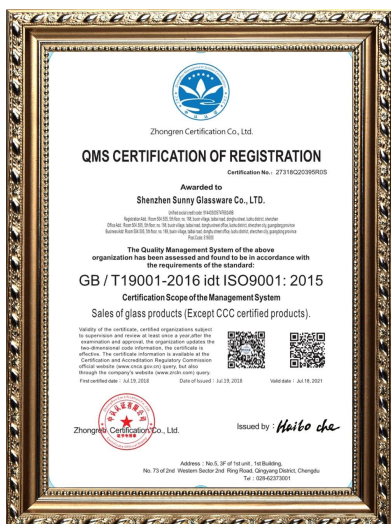 Zhongren Certification Co., Ltd.
QMS CERTIFICATION OF REGISTRATION
Certification No.: 27318Q20395R0S
Awarded to
Shenzhen Sunny Glassware Co., LTD.
The Quality Management System of the above
organization has been assessed and found to be in accordance with
the requirements of the standard:
GB / T19001-2016 idt ISO9001: 2015
Certification Scope of the Management System
Sales of glass products (Except CCC certified products).
Validity of the certificate, certified organizations subject
to supervision and review at least once a year,after the
examination and approval, the organization updates the
two-dimensional code information, the certificate is
effective. The certificate information is available at the
Certification and Accreditation Regulatory Commission
official website (www.cnca.gov.cn) query, but also
through the company's website (www.zrcln.com) query.
First certified date : Jul 19, 2018 Date of Issued : Jul 19, 2018 Valid date : Jul 18, 2021
Zhongren Certification Co., Ltd.
Issued by : Haibo che
Address : No.5, 3F of 1st unit , 1st Building,
No. 73 of 2nd Western Sector 2nd Ring Road, Qingyang District, Chengdu
Tel : 028-62373001